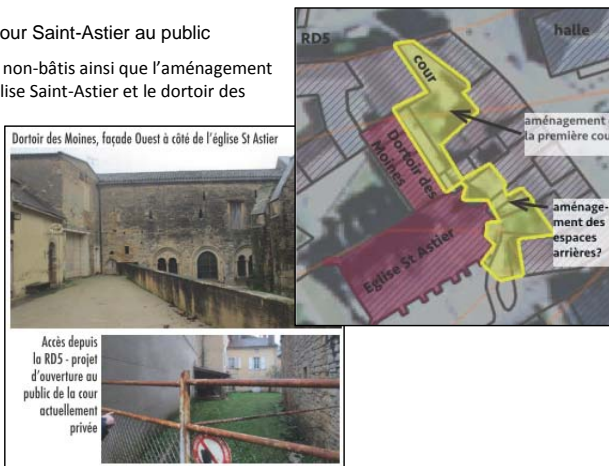 our Saint-Astier au public
non-bâtis ainsi que l’aménagement
lise Saint-Astier et le dortoir des
Dortoir des Moines, façade Ouest à côté de l'église St Astier
Accès depuis
la RD5 - projet
d'ouverture au
public de la cour
actuellement
privée
RD5
halle
cour
aménagement
la première cou
Dortoir des
Moines
Eglise St Astier
aménage-
ment des
espaces
arrières?